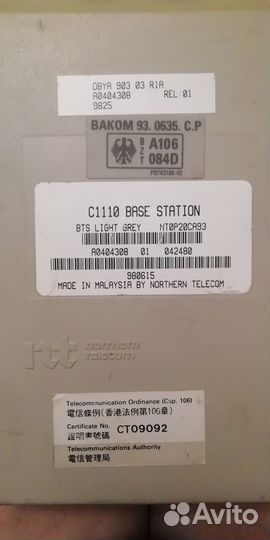 DBYA 903 03 R1A
A0404308 REL:01
9825
BAKOM 93.0635.C.P
BZT A106 084D
P0743180-02
C1110 BASE STATION
BTS LIGHT GREY NT0P20CA93
A0404308 01 042480
980615
MADE IN MALAYSIA BY NORTHERN TELECOM
nt northern telecom
Telecommunication Ordinance (Cap. 106)
電信條例(香港法例第106章)
Certificate No. CT09092
證明書號碼
Telecommunications Authority
電信管理局
Avito